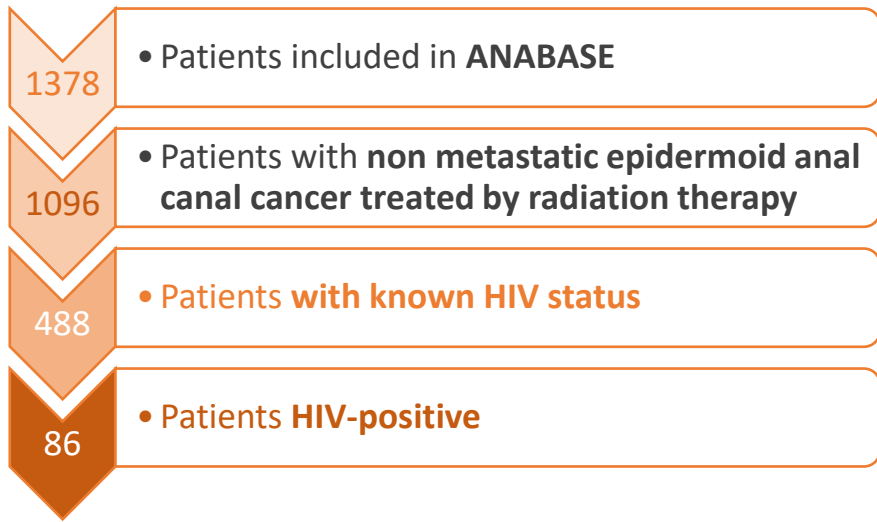 1378
• Patients included in ANABASE
1096
• Patients with non metastatic epidermoid anal
canal cancer treated by radiation therapy
488
• Patients with known HIV status
86
• Patients HIV-positive